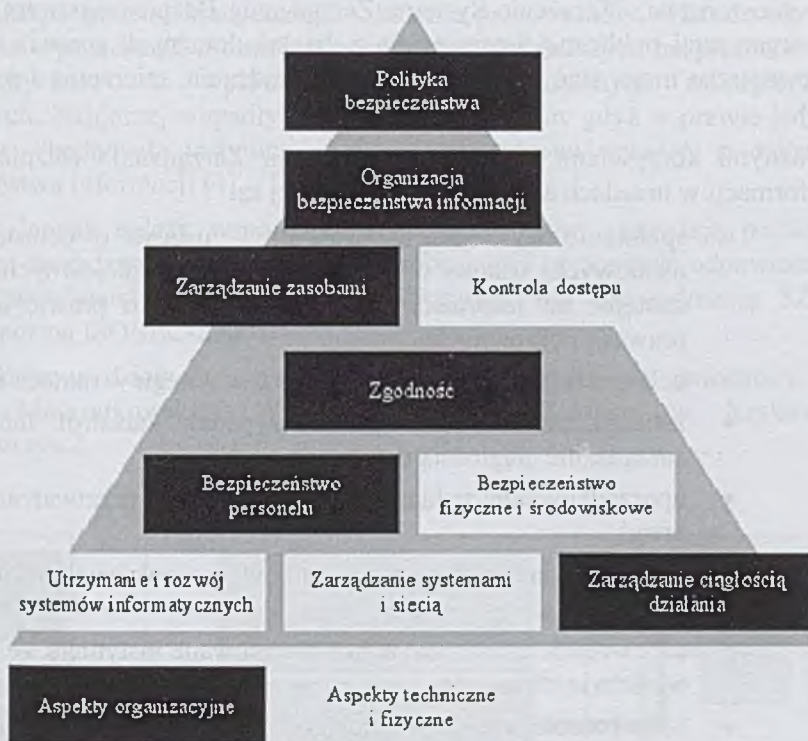 Polityka
bezpieczeństwa
Organizacja
bezpieczeństwa informacji
Zarządzanie zasobami
Kontrola dostępu
Zgodność
Bezpieczeństwo
personelu
Bezpieczeństwo
fizyczne i środowiskowe
Utrzymanie i rozwój
systemów informatycznych
Zarządzanie systemami
i siecią
Zarządzanie ciągłością
działania
Aspekty organizacyjne
Aspekty techniczne
i fizyczne